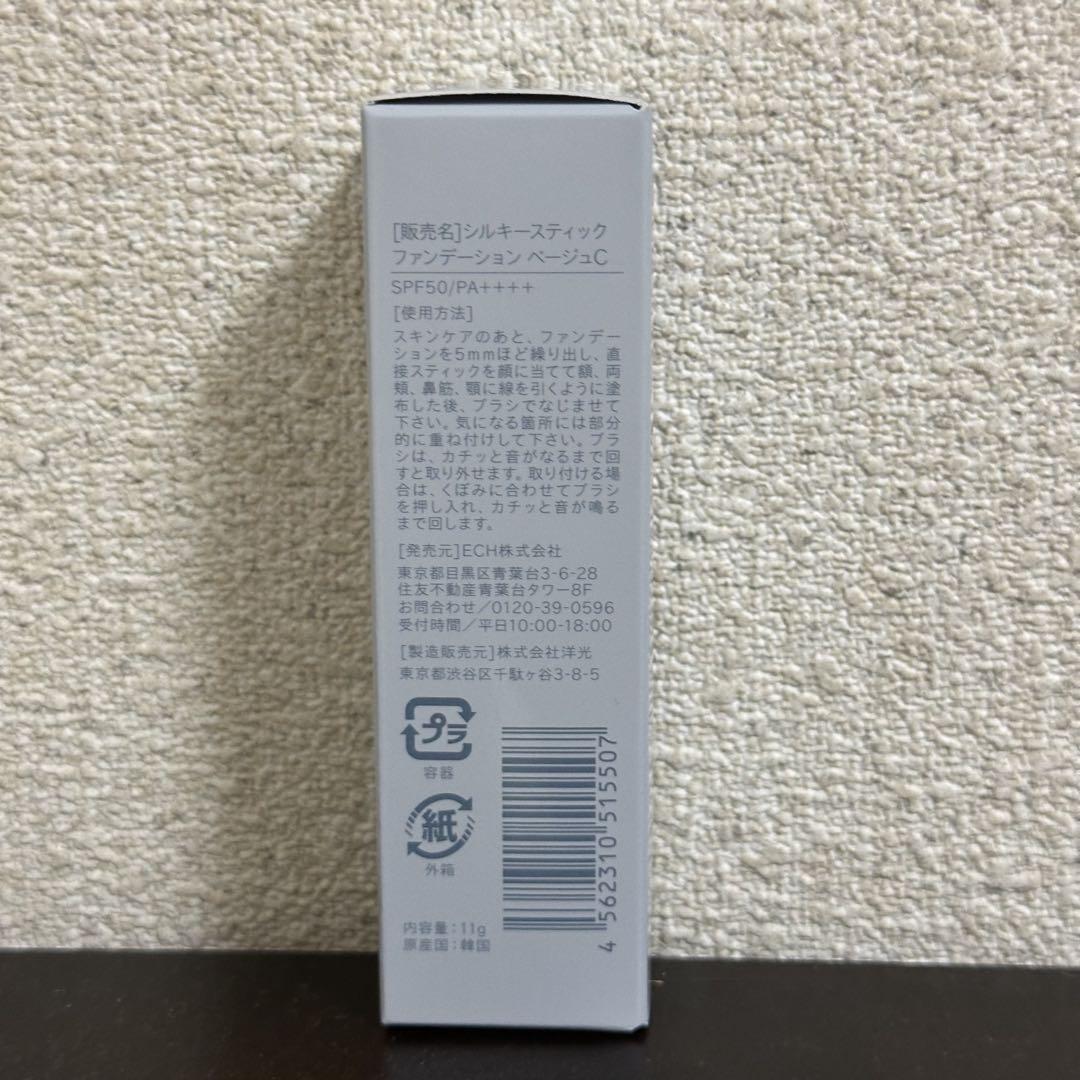 [販売名]シルキースティック
ファンデーション ベージュC
SPF50/PA++++
[使用方法]
スキンケアのあと、ファンデー
ションを5mmほど繰り出し、直
接スティックを顔に当てて額、両
頬、鼻筋、顎に線を引くように塗
布した後、ブラシでなじませて
下さい。気になる箇所には部分
的に重ね付けして下さい。ブラ
シは、カチッと音がなるまで回
すと取り外せます。取り付ける場
合は、くぼみに合わせてブラシ
を押し入れ、カチッと音が鳴る
まで回します。
[発売元]ECH株式会社
東京都目黒区青葉台3-6-28
住友不動産青葉台タワー8F
お問合わせ／0120-39-0596
受付時間／平日10:00-18:00
[製造販売元]株式会社洋光
東京都渋谷区千駄ヶ谷3-8-5
プラ
容器
紙
外箱
内容量：11g
原産国：韓国
4 562310 515507